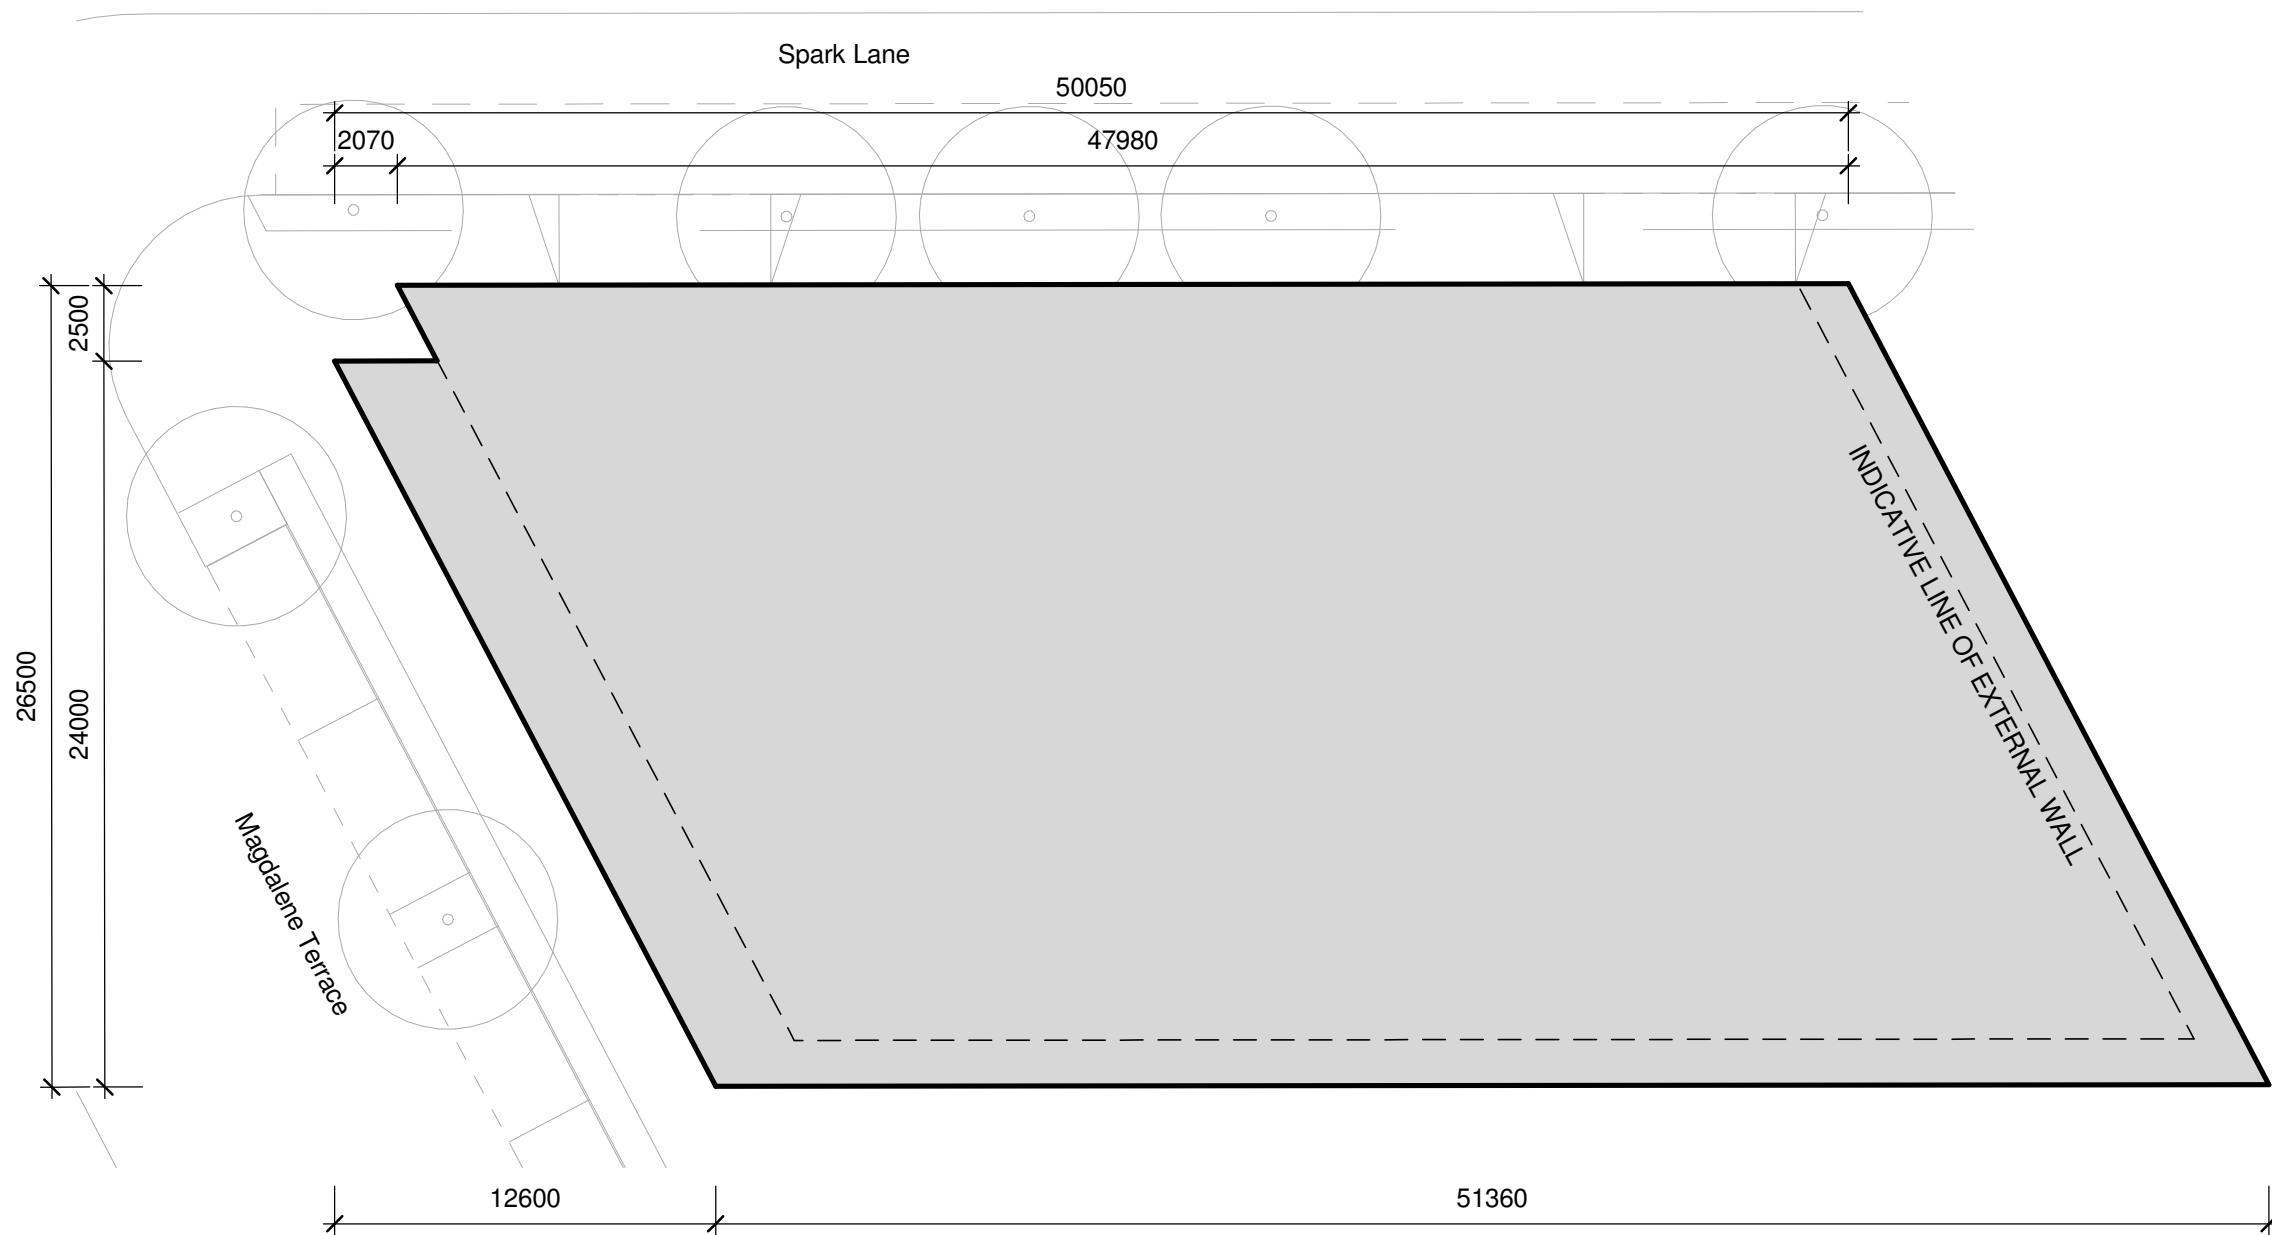 Spark Lane
50050
2070
47980
2500
26500
24000
INDICATIVE LINE OF EXTERNAL WALL
Magdalene Terrace
12600
51360